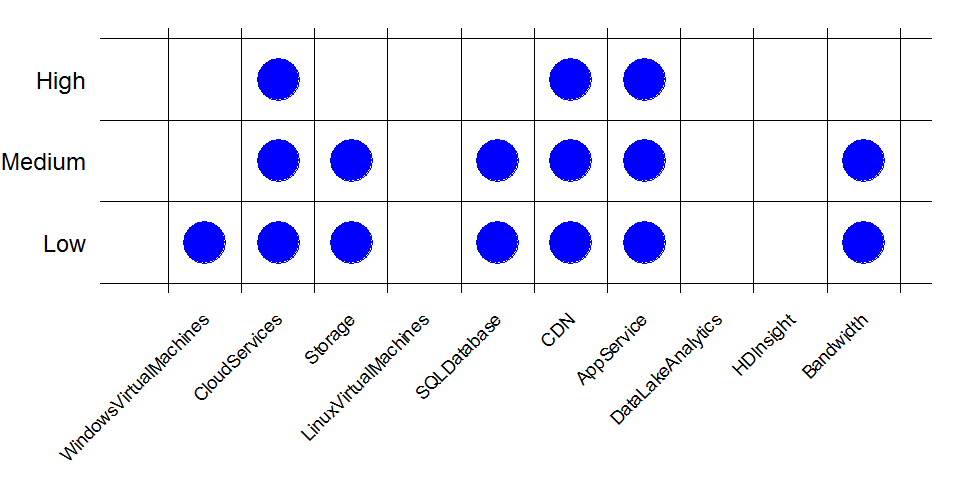 High
Medium
Low
WindowsVirtualMachines
CloudServices
Storage
LinuxVirtualMachines
SQLDatabase
CDN
AppService
DataLakeAnalytics
HDInsight
Bandwidth